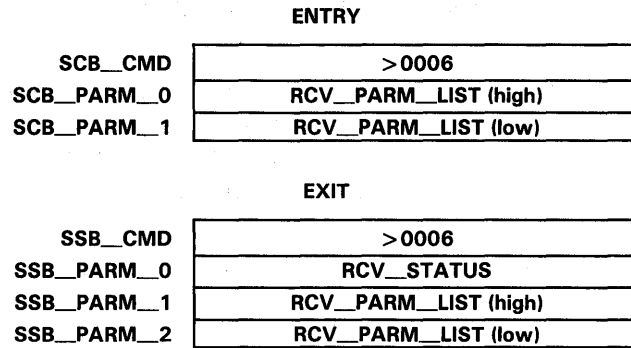 ENTRY
SCB__CMD >0006
SCB__PARM__0 RCV__PARM__LIST (high)
SCB__PARM__1 RCV__PARM__LIST (low)
EXIT
SSB__CMD >0006
SSB__PARM__0 RCV__STATUS
SSB__PARM__1 RCV__PARM__LIST (high)
SSB__PARM__2 RCV__PARM__LIST (low)